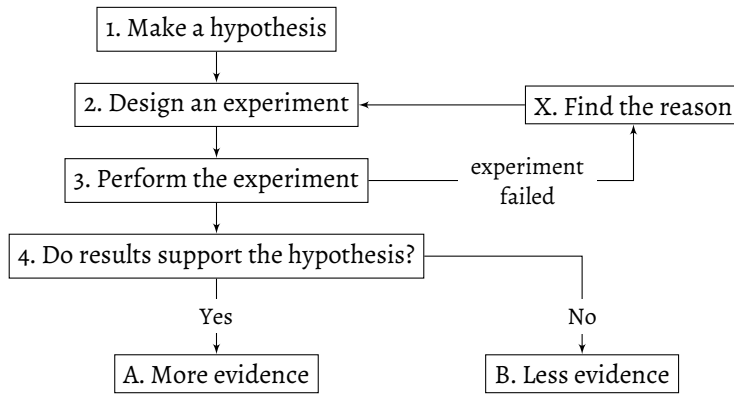 1. Make a hypothesis
2. Design an experiment
X. Find the reason
3. Perform the experiment
experiment
failed
4. Do results support the hypothesis?
Yes
No
A. More evidence
B. Less evidence